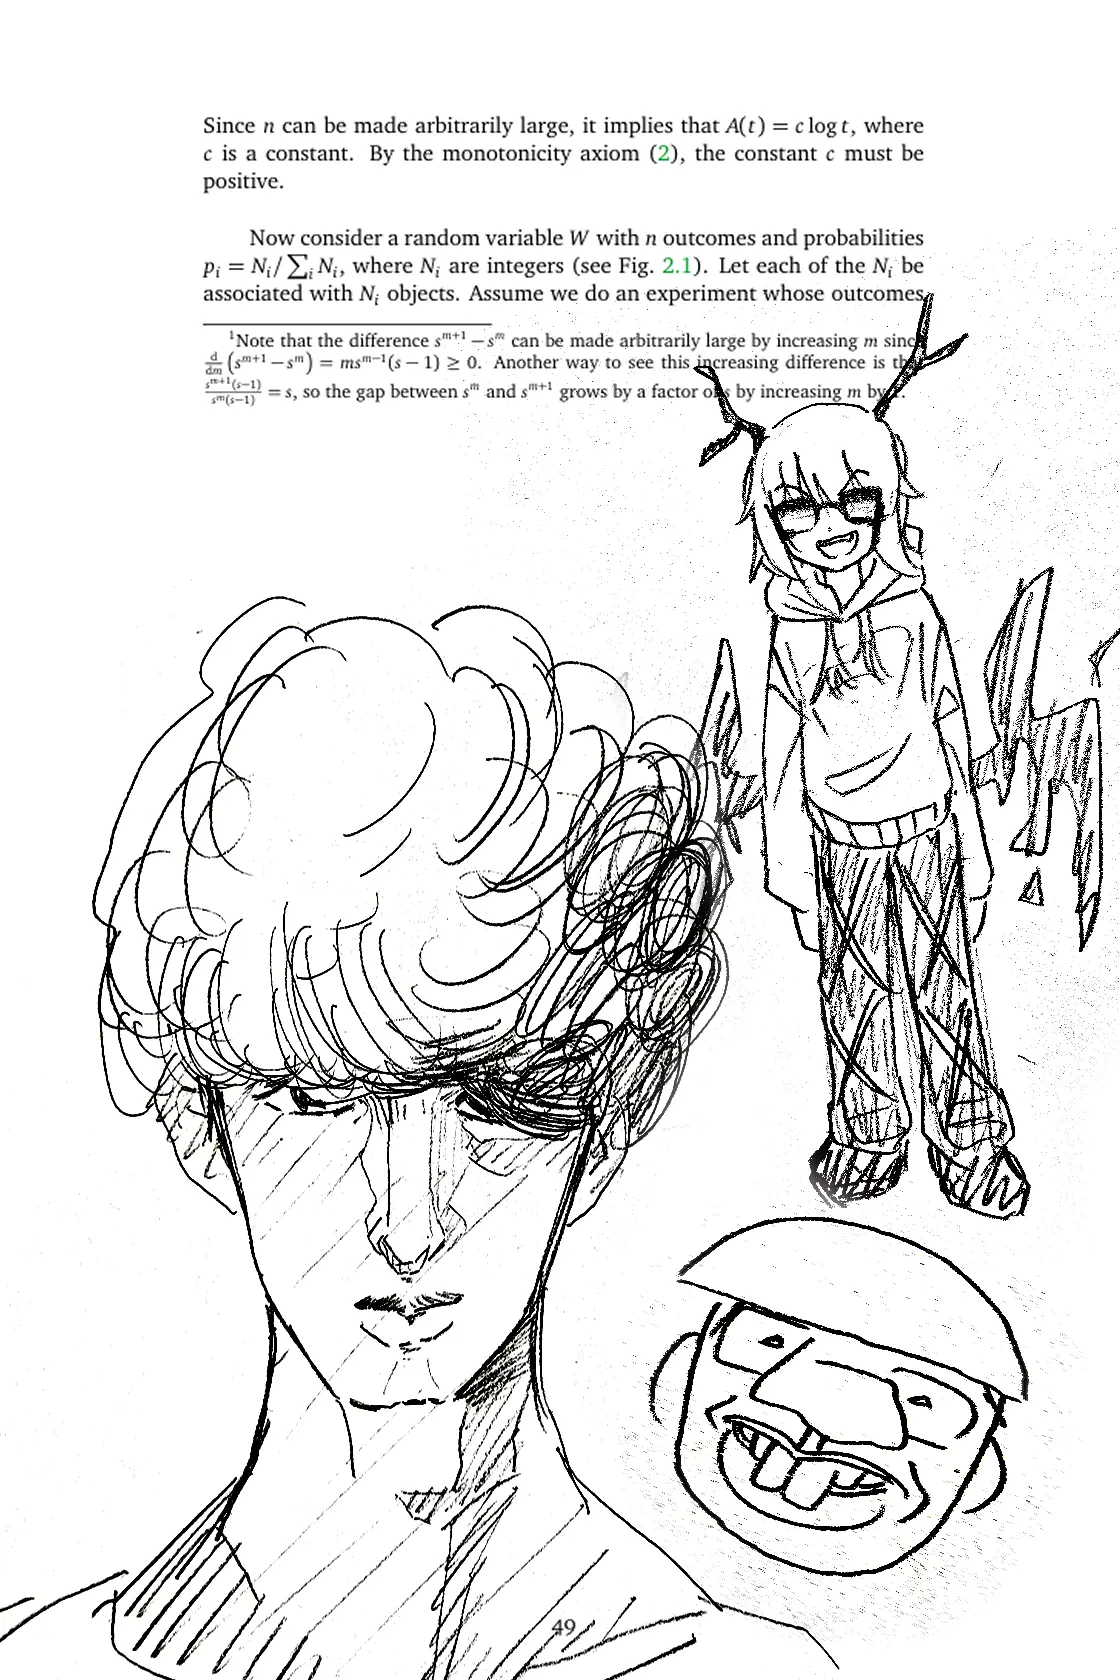 Since n can be made arbitrarily large, it implies that A(t) = c log t, where
c is a constant. By the monotonicity axiom (2), the constant c must be
positive.
Now consider a random variable W with n outcomes and probabilities
pᵢ = Nᵢ/∑ᵢ Nᵢ, where Nᵢ are integers (see Fig. 2.1). Let each of the Nᵢ be
associated with Nᵢ objects. Assume we do an experiment whose outcomes
¹Note that the difference sᵐ⁺¹ − sᵐ can be made arbitrarily large by increasing m since
d/dm (sᵐ⁺¹ − sᵐ) = msᵐ⁻¹(s − 1) ≥ 0. Another way to see this increasing difference is that
sᵐ⁺¹(s−1)/sᵐ(s−1) = s, so the gap between sᵐ and sᵐ⁺¹ grows by a factor of s by increasing m by 1.
49